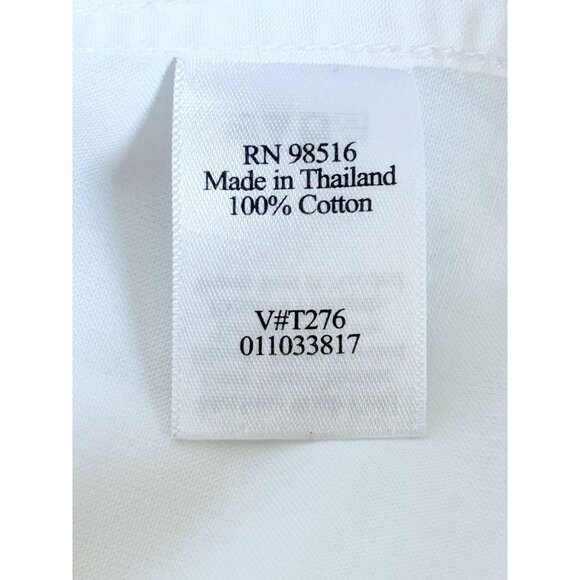 RN 98516
Made in Thailand
100% Cotton
V#T276
011033817